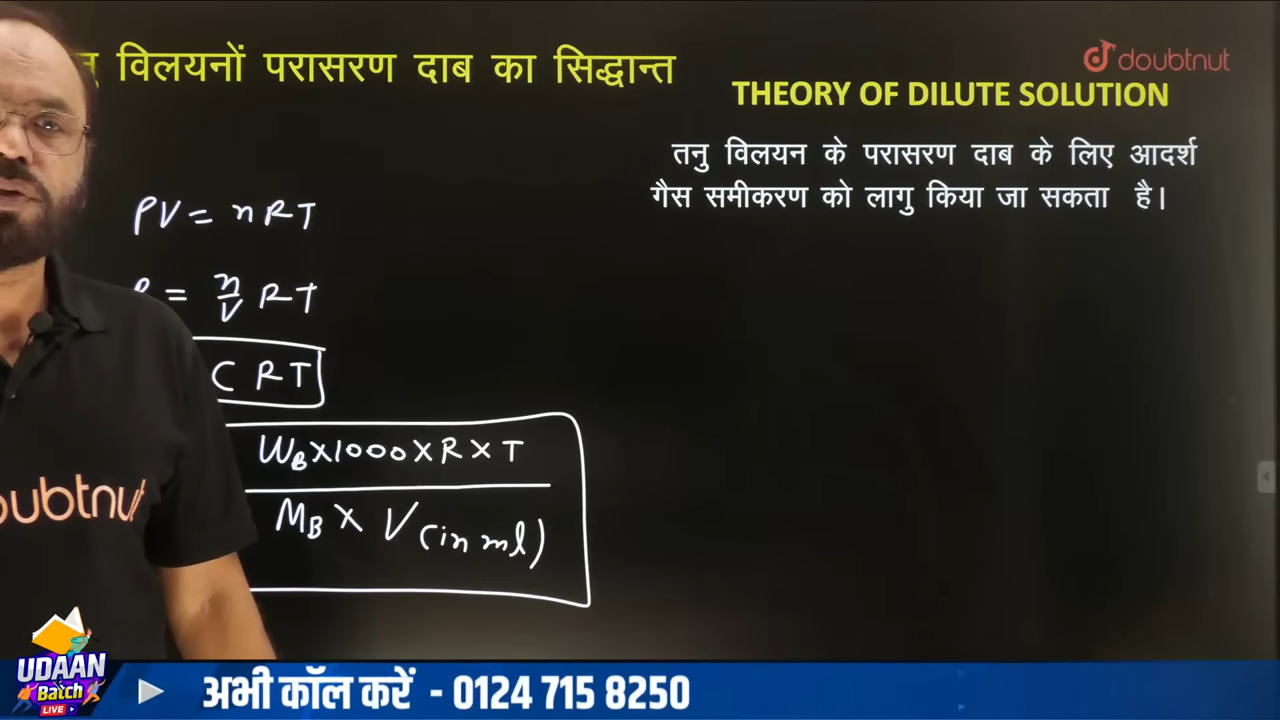 विलयनों परासरण दाब का सिद्धान्त
doubtnut
THEORY OF DILUTE SOLUTION
तनु विलयन के परासरण दाब के लिए आदर्श
गैस समीकरण को लागु किया जा सकता है।
PV = nRT
= n/V RT
C RT
W_B×1000×R×T
M_B × V(in ml)
oubtnut
UDAAN
Batch
LIVE
अभी कॉल करें - 0124 715 8250